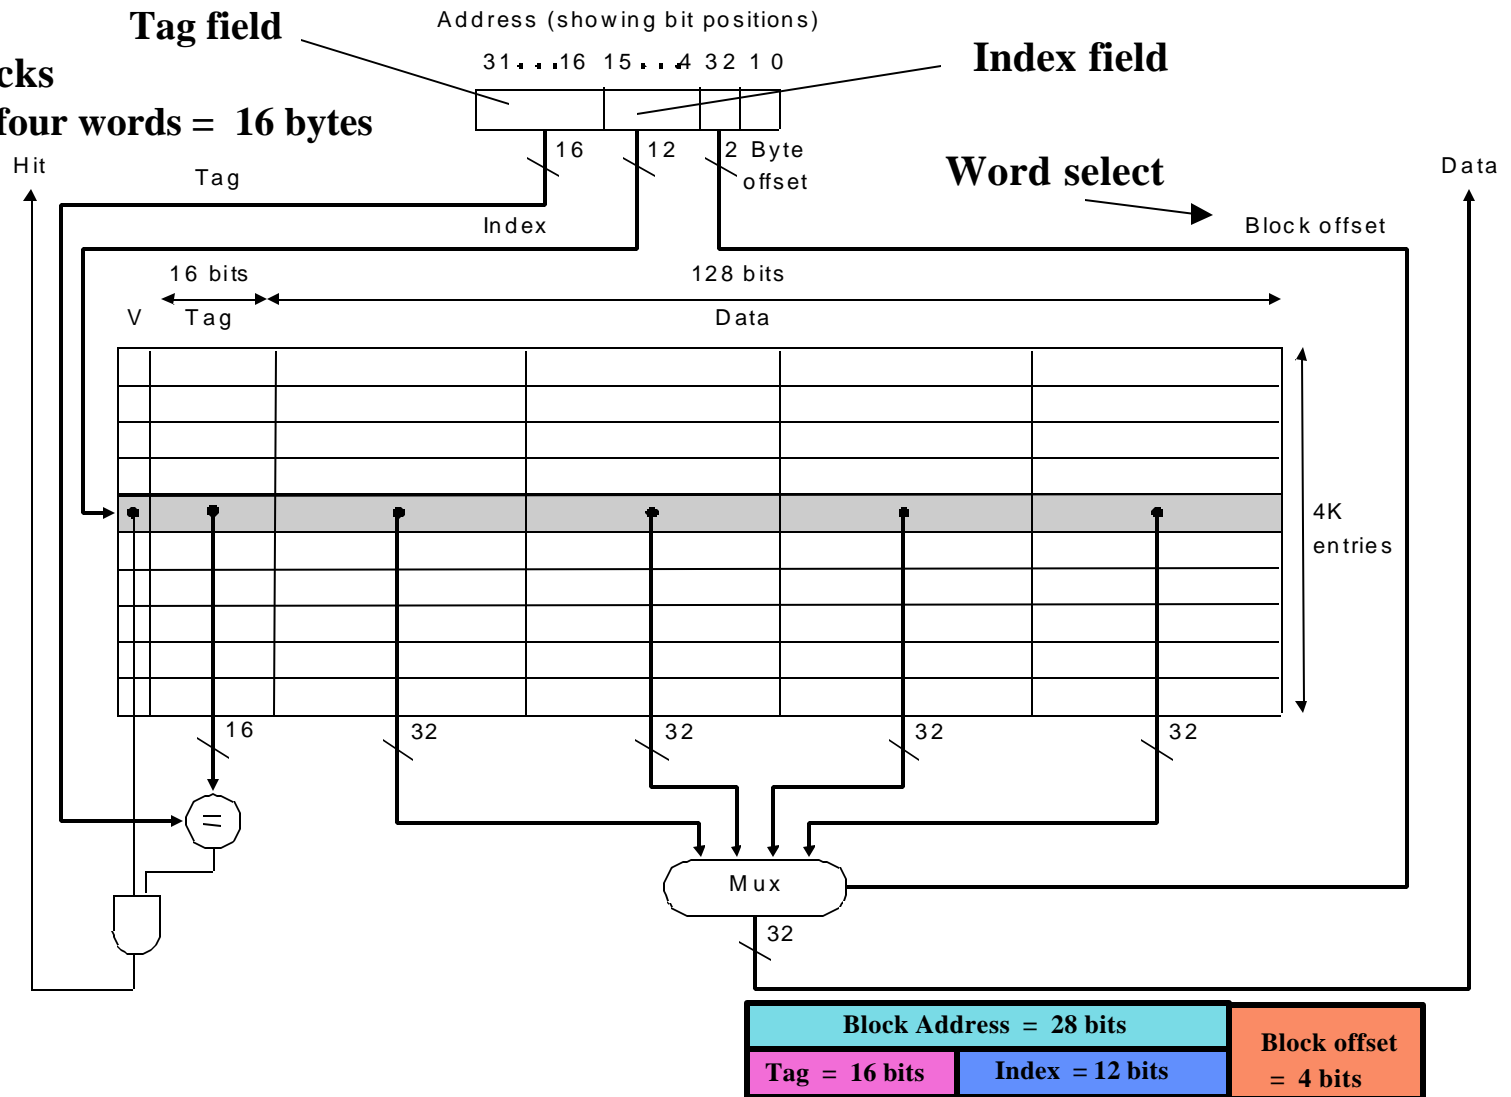 Tag field
Address (showing bit positions)
cks
31...16 15...4 32 1 0
Index field
four words = 16 bytes
Hit
Tag
16
12
2 Byte
offset
Word select
Data
Index
Block offset
16 bits
128 bits
V
Tag
Data
4K
entries
16
32
32
32
32
=
Mux
32
Block Address = 28 bits
Block offset
= 4 bits
Tag = 16 bits
Index = 12 bits